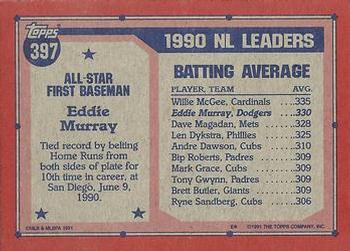 Topps
397
1990 NL LEADERS
ALL-STAR
FIRST BASEMAN
Eddie
Murray
Tied record by belting
Home Runs from both
sides of plate for
10th time in career, at
San Diego, June 9,
1990.
BATTING AVERAGE
PLAYER, TEAM AVG.
Willie McGee, Cardinals ....335
Eddie Murray, Dodgers ....330
Dave Magadan, Mets ....328
Len Dykstra, Phillies ....325
Andre Dawson, Cubs ....310
Bip Roberts, Padres ....309
Mark Grace, Cubs ....309
Tony Gwynn, Padres ....309
Brett Butler, Giants ....309
Ryne Sandberg, Cubs ....306
©MLB & MLBPA 1991
©1991 THE TOPPS COMPANY, INC.